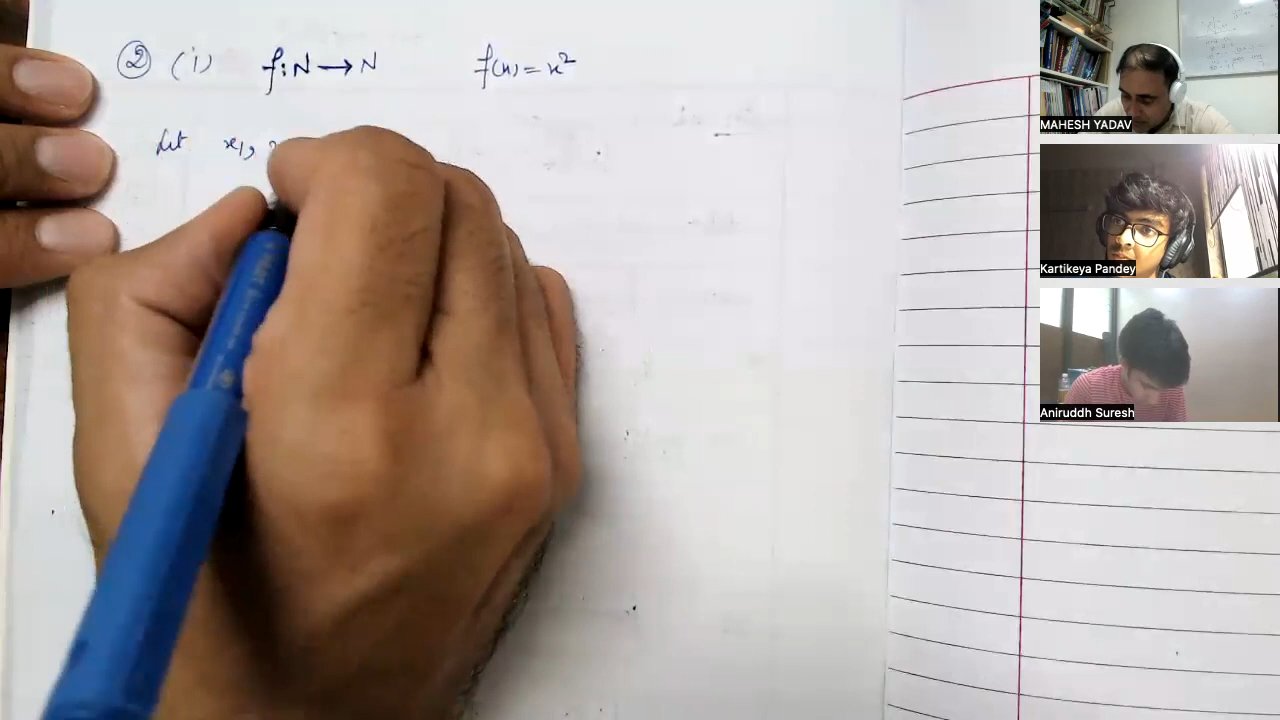 ② (i) f:N→N f(x)=x²
Let x₁,
MAHESH YADAV
Kartikeya Pandey
Aniruddh Suresh